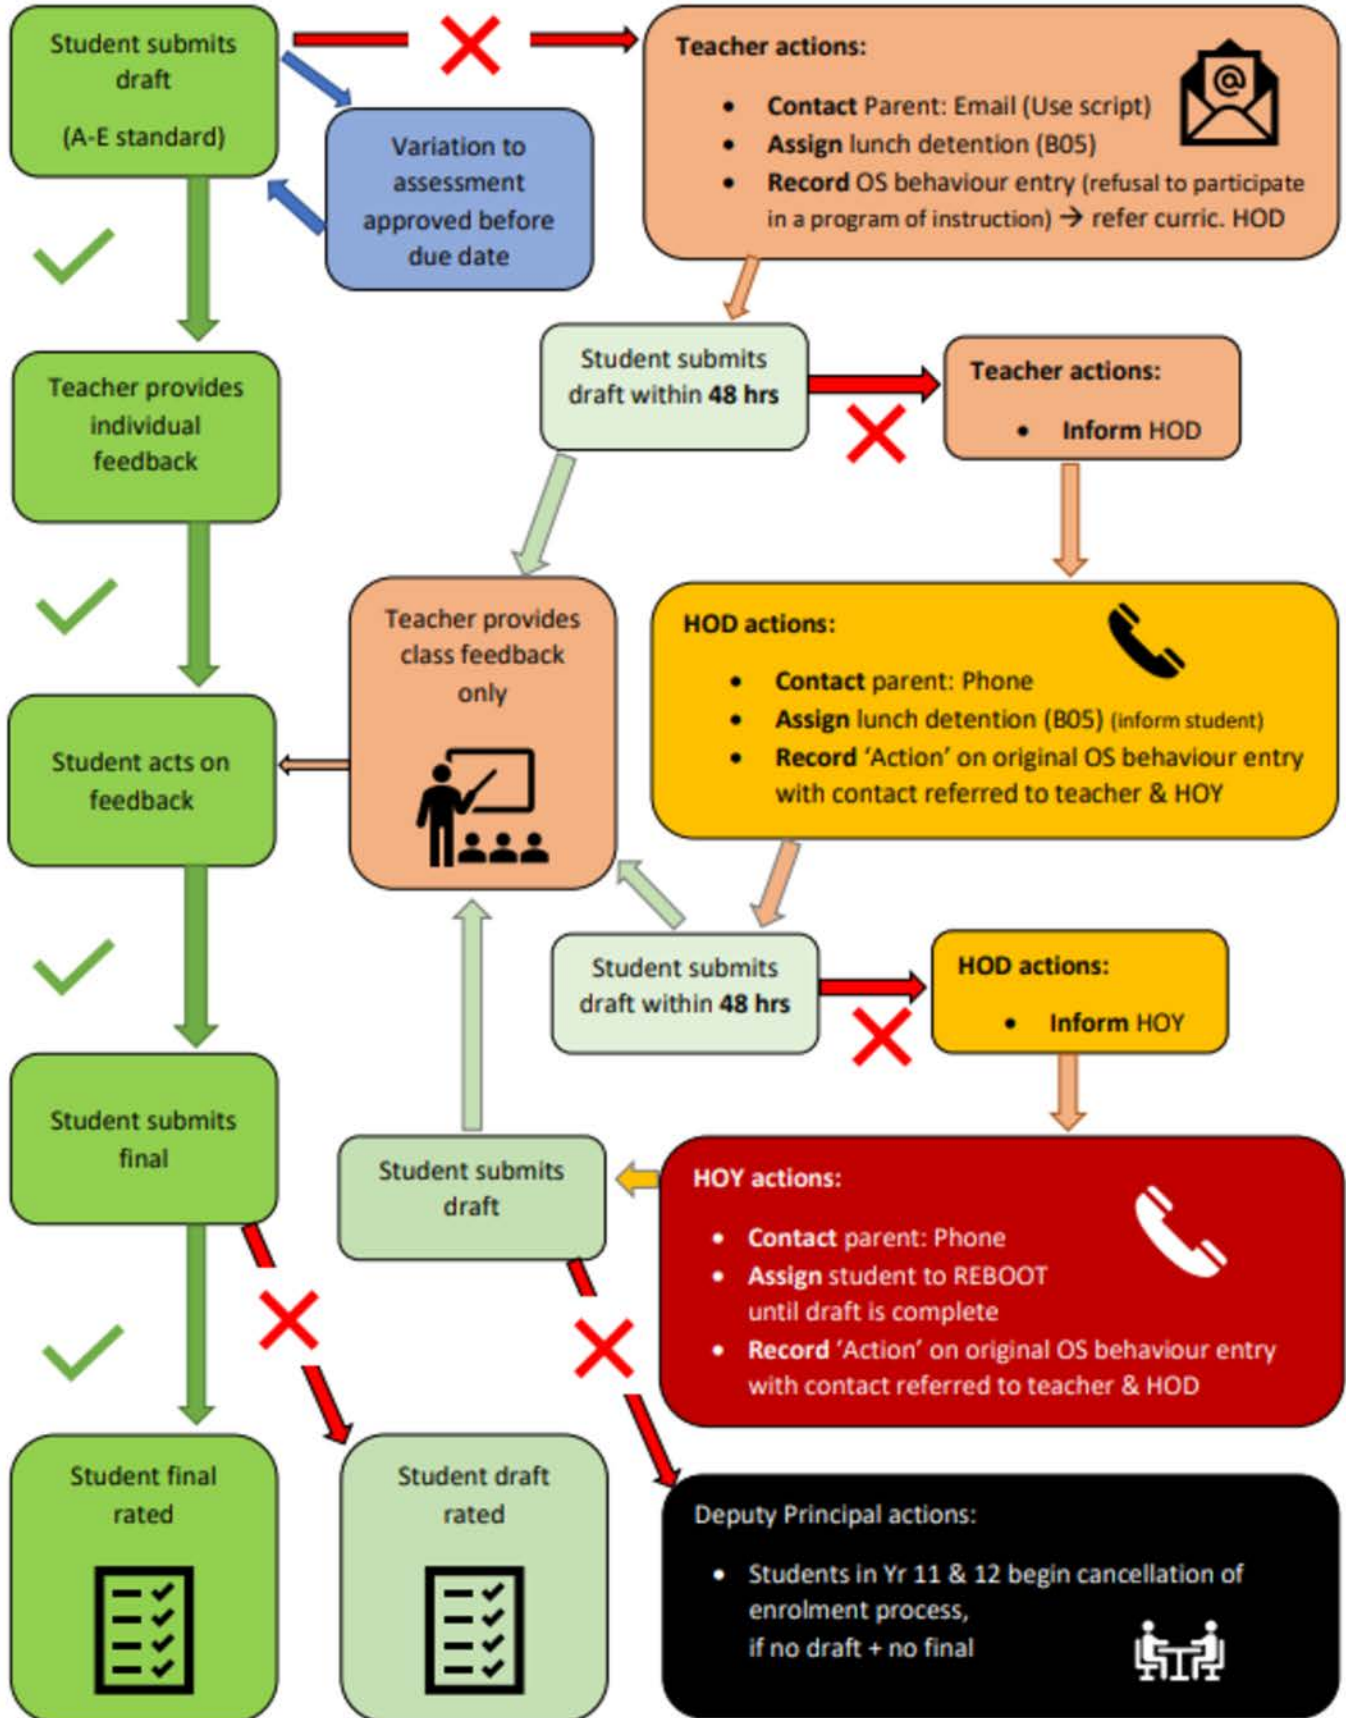 Student submits
draft
(A-E standard)
Variation to
assessment
approved before
due date
Teacher actions:
• Contact Parent: Email (Use script)
• Assign lunch detention (B05)
• Record OS behaviour entry (refusal to participate
in a program of instruction) → refer curric. HOD
@
Student submits
draft within 48 hrs
Teacher actions:
• Inform HOD
Teacher provides
individual
feedback
Teacher provides
class feedback
only
HOD actions:
• Contact parent: Phone
• Assign lunch detention (B05) (inform student)
• Record ‘Action’ on original OS behaviour entry
with contact referred to teacher & HOY
Student acts on
feedback
Student submits
draft within 48 hrs
HOD actions:
• Inform HOY
Student submits
final
Student submits
draft
HOY actions:
• Contact parent: Phone
• Assign student to REBOOT
until draft is complete
• Record ‘Action’ on original OS behaviour entry
with contact referred to teacher & HOD
Student final
rated
Student draft
rated
Deputy Principal actions:
• Students in Yr 11 & 12 begin cancellation of
enrolment process,
if no draft + no final